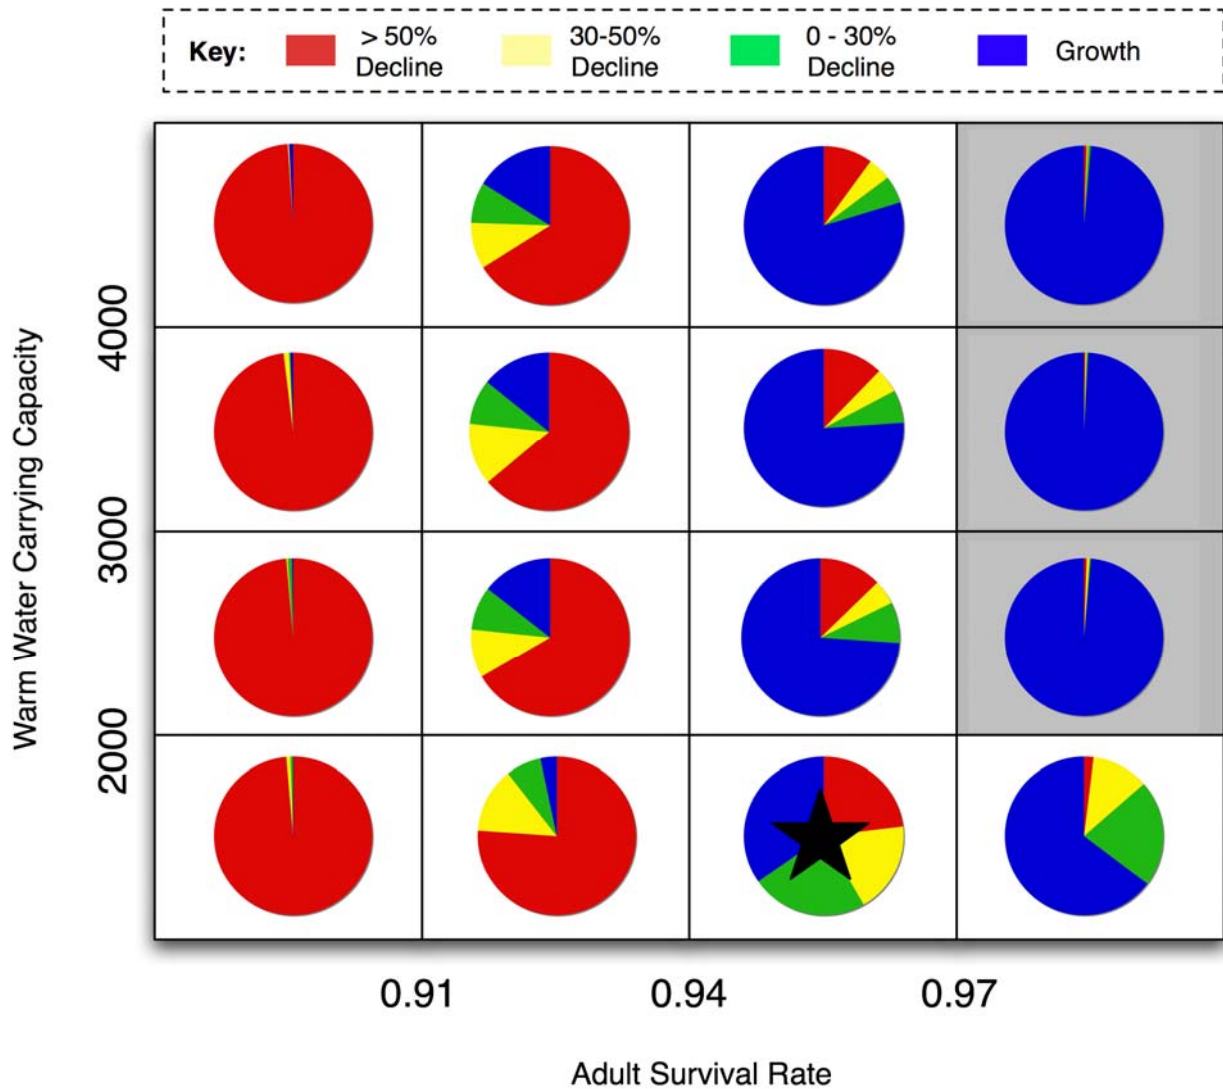 Key:
> 50%
Decline
30-50%
Decline
0 - 30%
Decline
Growth
Warm Water Carrying Capacity
4000
3000
2000
0.91
0.94
0.97
Adult Survival Rate